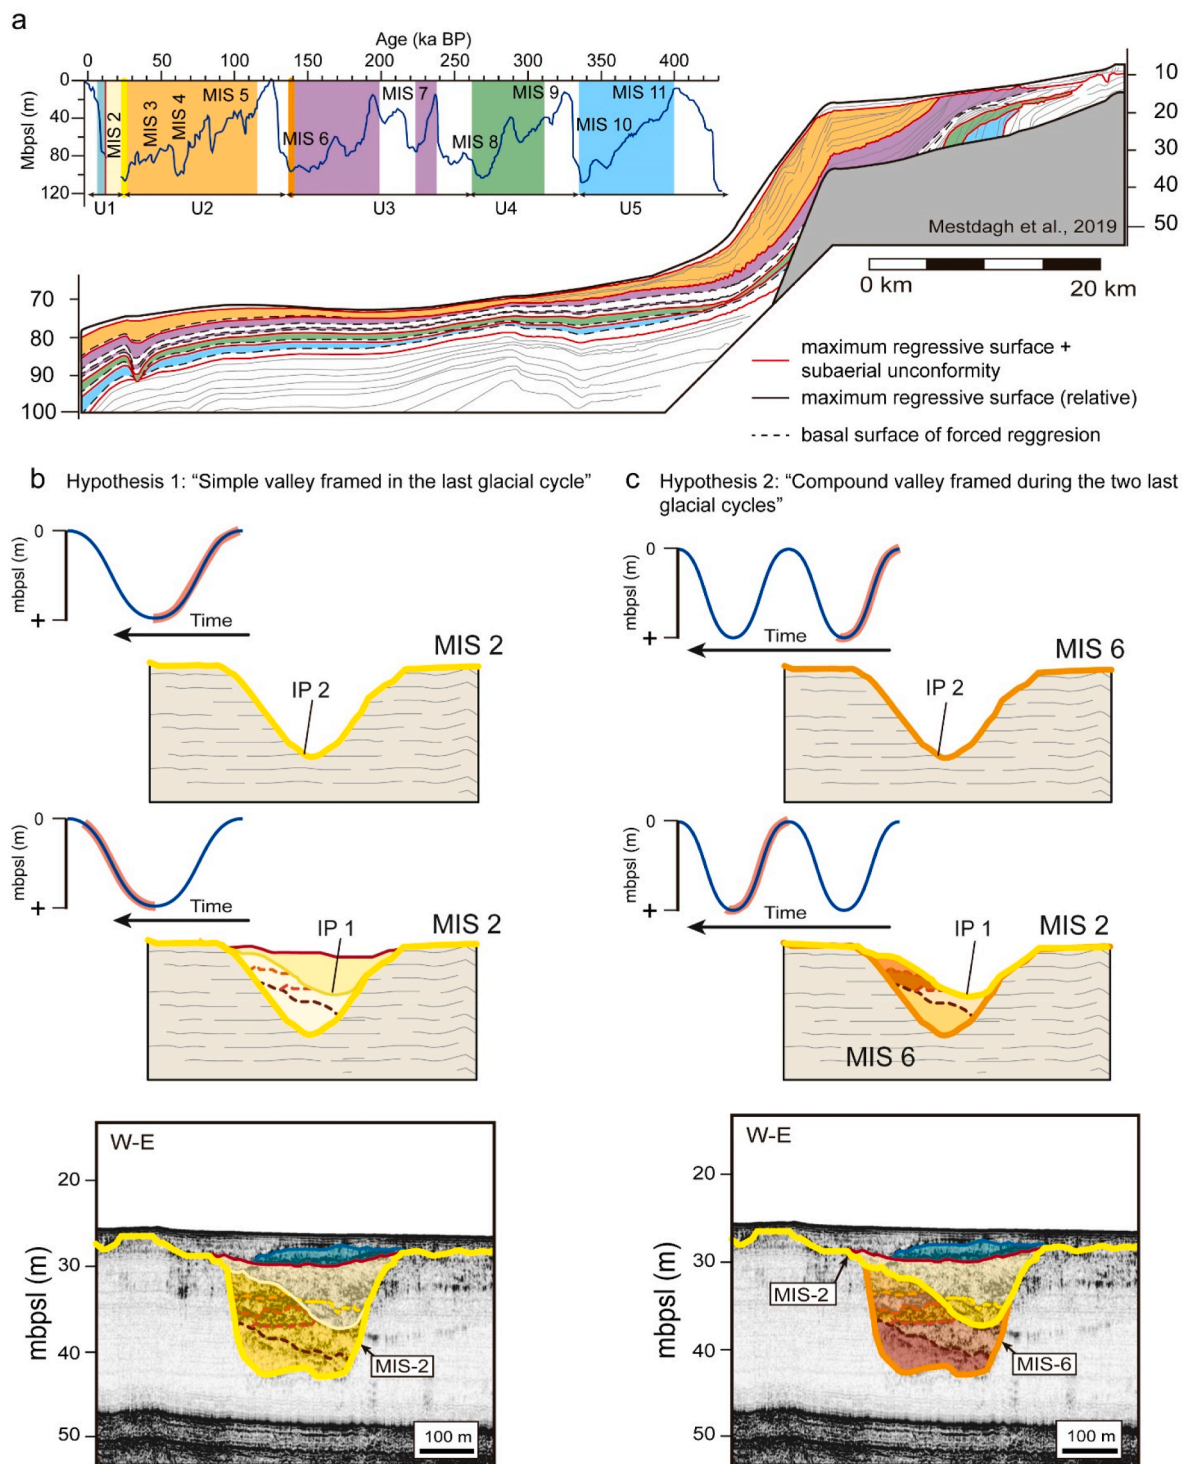 a
Age (ka BP)
0 50 100 150 200 250 300 350 400
Mbpsl (m)
0
40
80
120
MIS 2
MIS 3
MIS 4
MIS 5
MIS 6
MIS 7
MIS 8
MIS 9
MIS 10
MIS 11
U1 U2 U3 U4 U5
10
20
30
40
50
Mestdagh et al., 2019
0 km 20 km
70
80
90
100
maximum regressive surface +
subaerial unconformity
maximum regressive surface (relative)
basal surface of forced reggresion
b Hypothesis 1: “Simple valley framed in the last glacial cycle”
mbpsl (m)
0
+
Time
MIS 2
IP 2
mbpsl (m)
0
+
Time
MIS 2
IP 1
W-E
mbpsl (m)
20
30
40
50
MIS-2
100 m
c Hypothesis 2: “Compound valley framed during the two last
glacial cycles”
mbpsl (m)
0
+
Time
MIS 6
IP 2
mbpsl (m)
0
+
Time
IP 1
MIS 2
MIS 6
W-E
mbpsl (m)
20
30
40
50
MIS-2
MIS-6
100 m